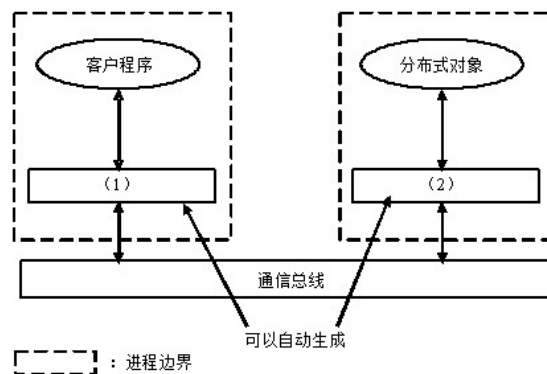 客户程序
分布式对象
（1）
（2）
通信总线
可以自动生成
：进程边界